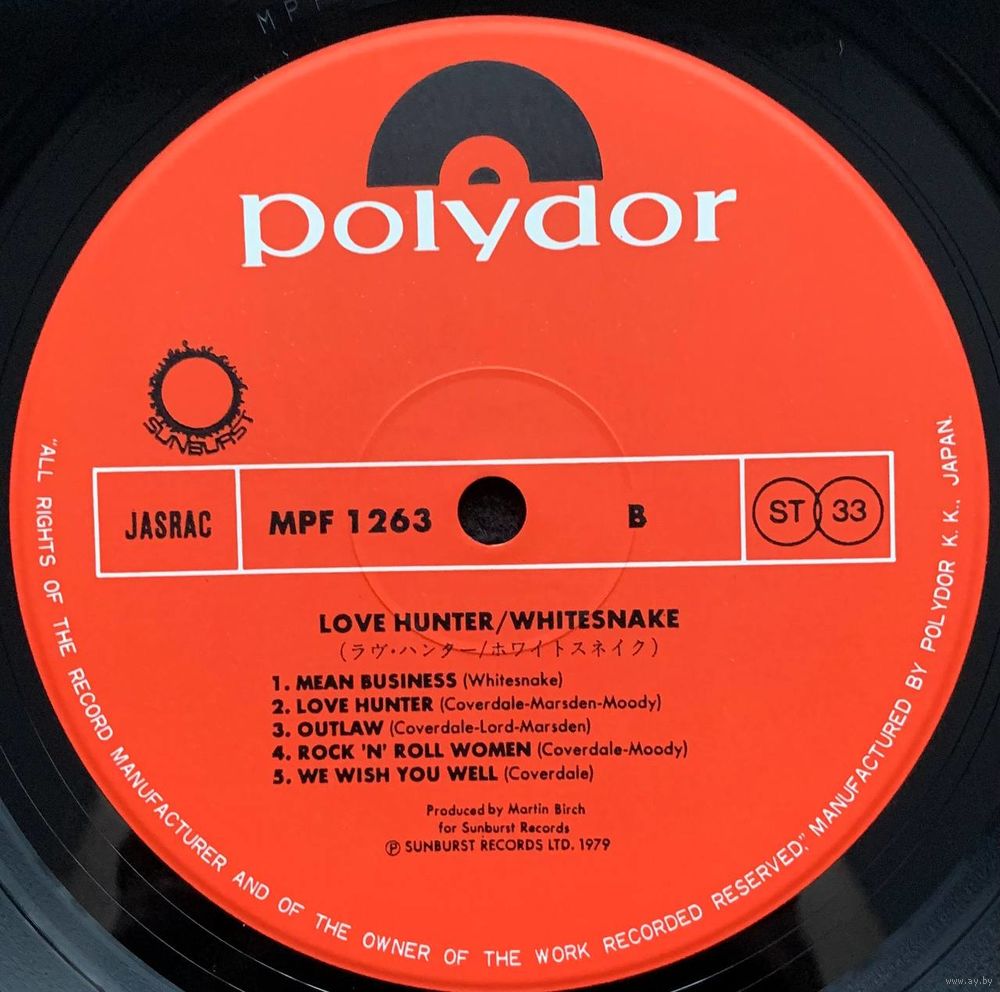 MPF
polydor
SUNBURST
JASRAC
MPF 1263
B
ST 33
LOVE HUNTER/WHITESNAKE
(ラヴ・ハンター/ホワイトスネイク)
1. MEAN BUSINESS (Whitesnake)
2. LOVE HUNTER (Coverdale-Marsden-Moody)
3. OUTLAW (Coverdale-Lord-Marsden)
4. ROCK 'N' ROLL WOMEN (Coverdale-Moody)
5. WE WISH YOU WELL (Coverdale)
Produced by Martin Birch
for Sunburst Records
Ⓟ SUNBURST RECORDS LTD. 1979
"ALL RIGHTS OF THE RECORD MANUFACTURER AND OF THE OWNER OF THE WORK RECORDED RESERVED," MANUFACTURED BY POLYDOR K.K., JAPAN.
www.ay.by